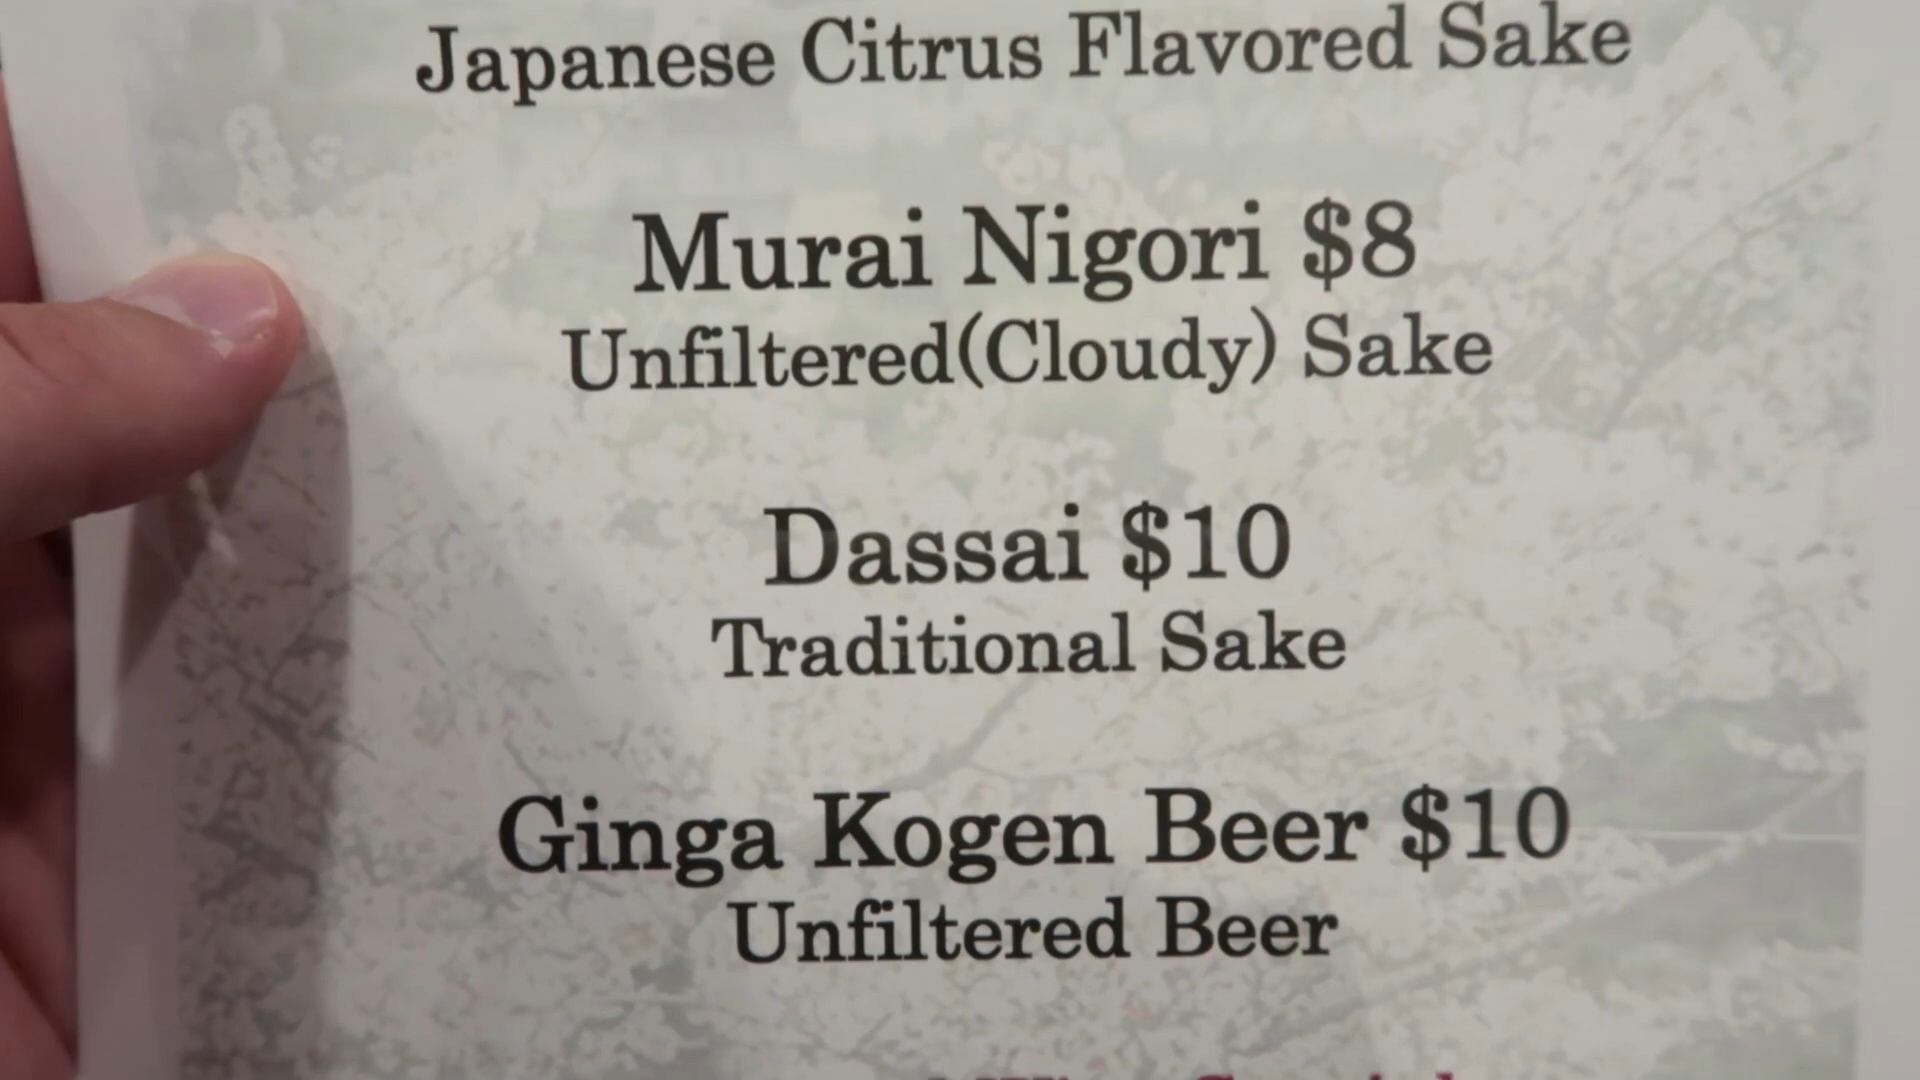 Japanese Citrus Flavored Sake
Murai Nigori $8
Unfiltered(Cloudy) Sake
Dassai $10
Traditional Sake
Ginga Kogen Beer $10
Unfiltered Beer